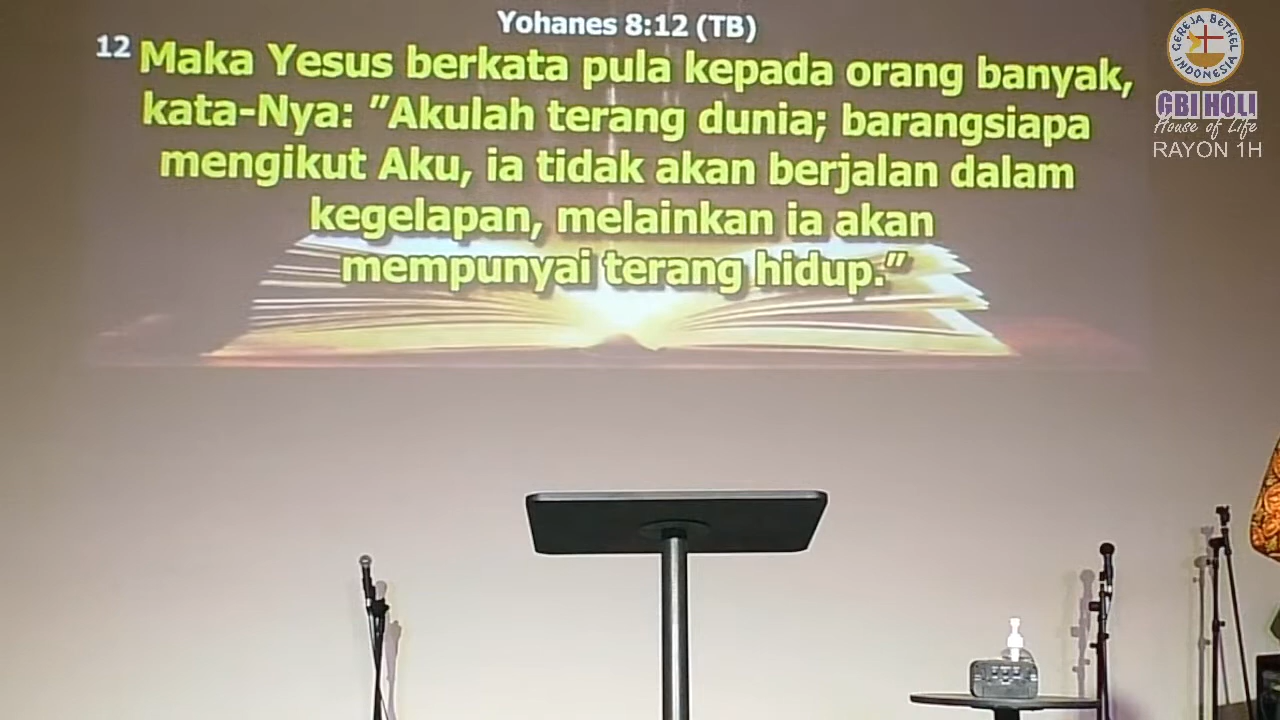 Yohanes 8:12 (TB)
12 Maka Yesus berkata pula kepada orang banyak,
kata-Nya: "Akulah terang dunia; barangsiapa
mengikut Aku, ia tidak akan berjalan dalam
kegelapan, melainkan ia akan
mempunyai terang hidup."
GEREJA BETHEL
INDONESIA
GBI HOLI
House of Life
RAYON 1H